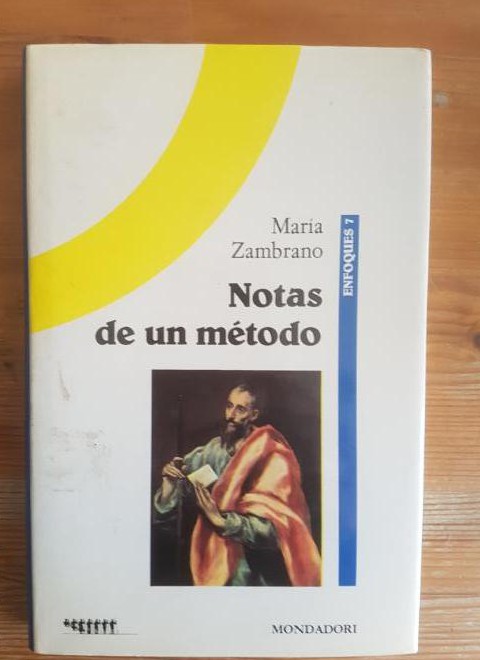 María
Zambrano
Notas
de un método
ENFOQUES 7
MONDADORI